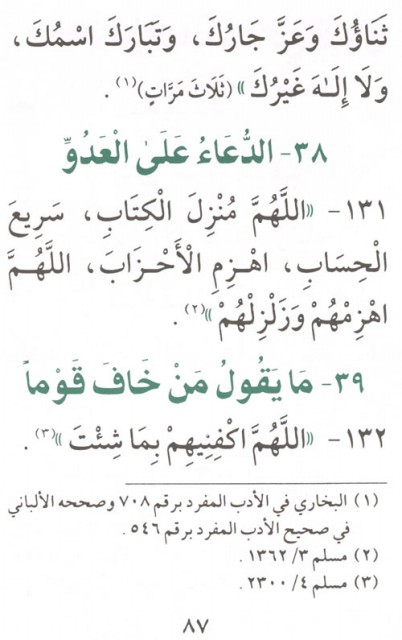 ثَنَاؤُكَ وَعَزَّ جَارُكَ، وَتَبَارَكَ اسْمُكَ،
وَلَا إِلَـٰهَ غَيْرُكَ» (ثَلَاثَ مَرَّاتٍ)(١).
٣٨- الدُّعَاءُ عَلَىٰ الْعَدُوِّ
١٣١- «اللَّهُمَّ مُنْزِلَ الْكِتَابِ، سَرِيعَ
الْحِسَابِ، اهْـزِمِ الْأَحْـزَابَ، اللَّهُـمَّ
اهْزِمْهُمْ وَزَلْزِلْهُمْ»(٢).
٣٩- مَا يَقُولُ مَنْ خَافَ قَوْماً
١٣٢- «اللَّهُمَّ اكْفِنِيهِمْ بِمَا شِئْتَ»(٣).
(١) البخاري في الأدب المفرد برقم ٧٠٨ وصححه الألباني
في صحيح الأدب المفرد برقم ٥٤٦.
(٢) مسلم ٣/ ١٣٦٢.
(٣) مسلم ٤/ ٢٣٠٠.
٨٧